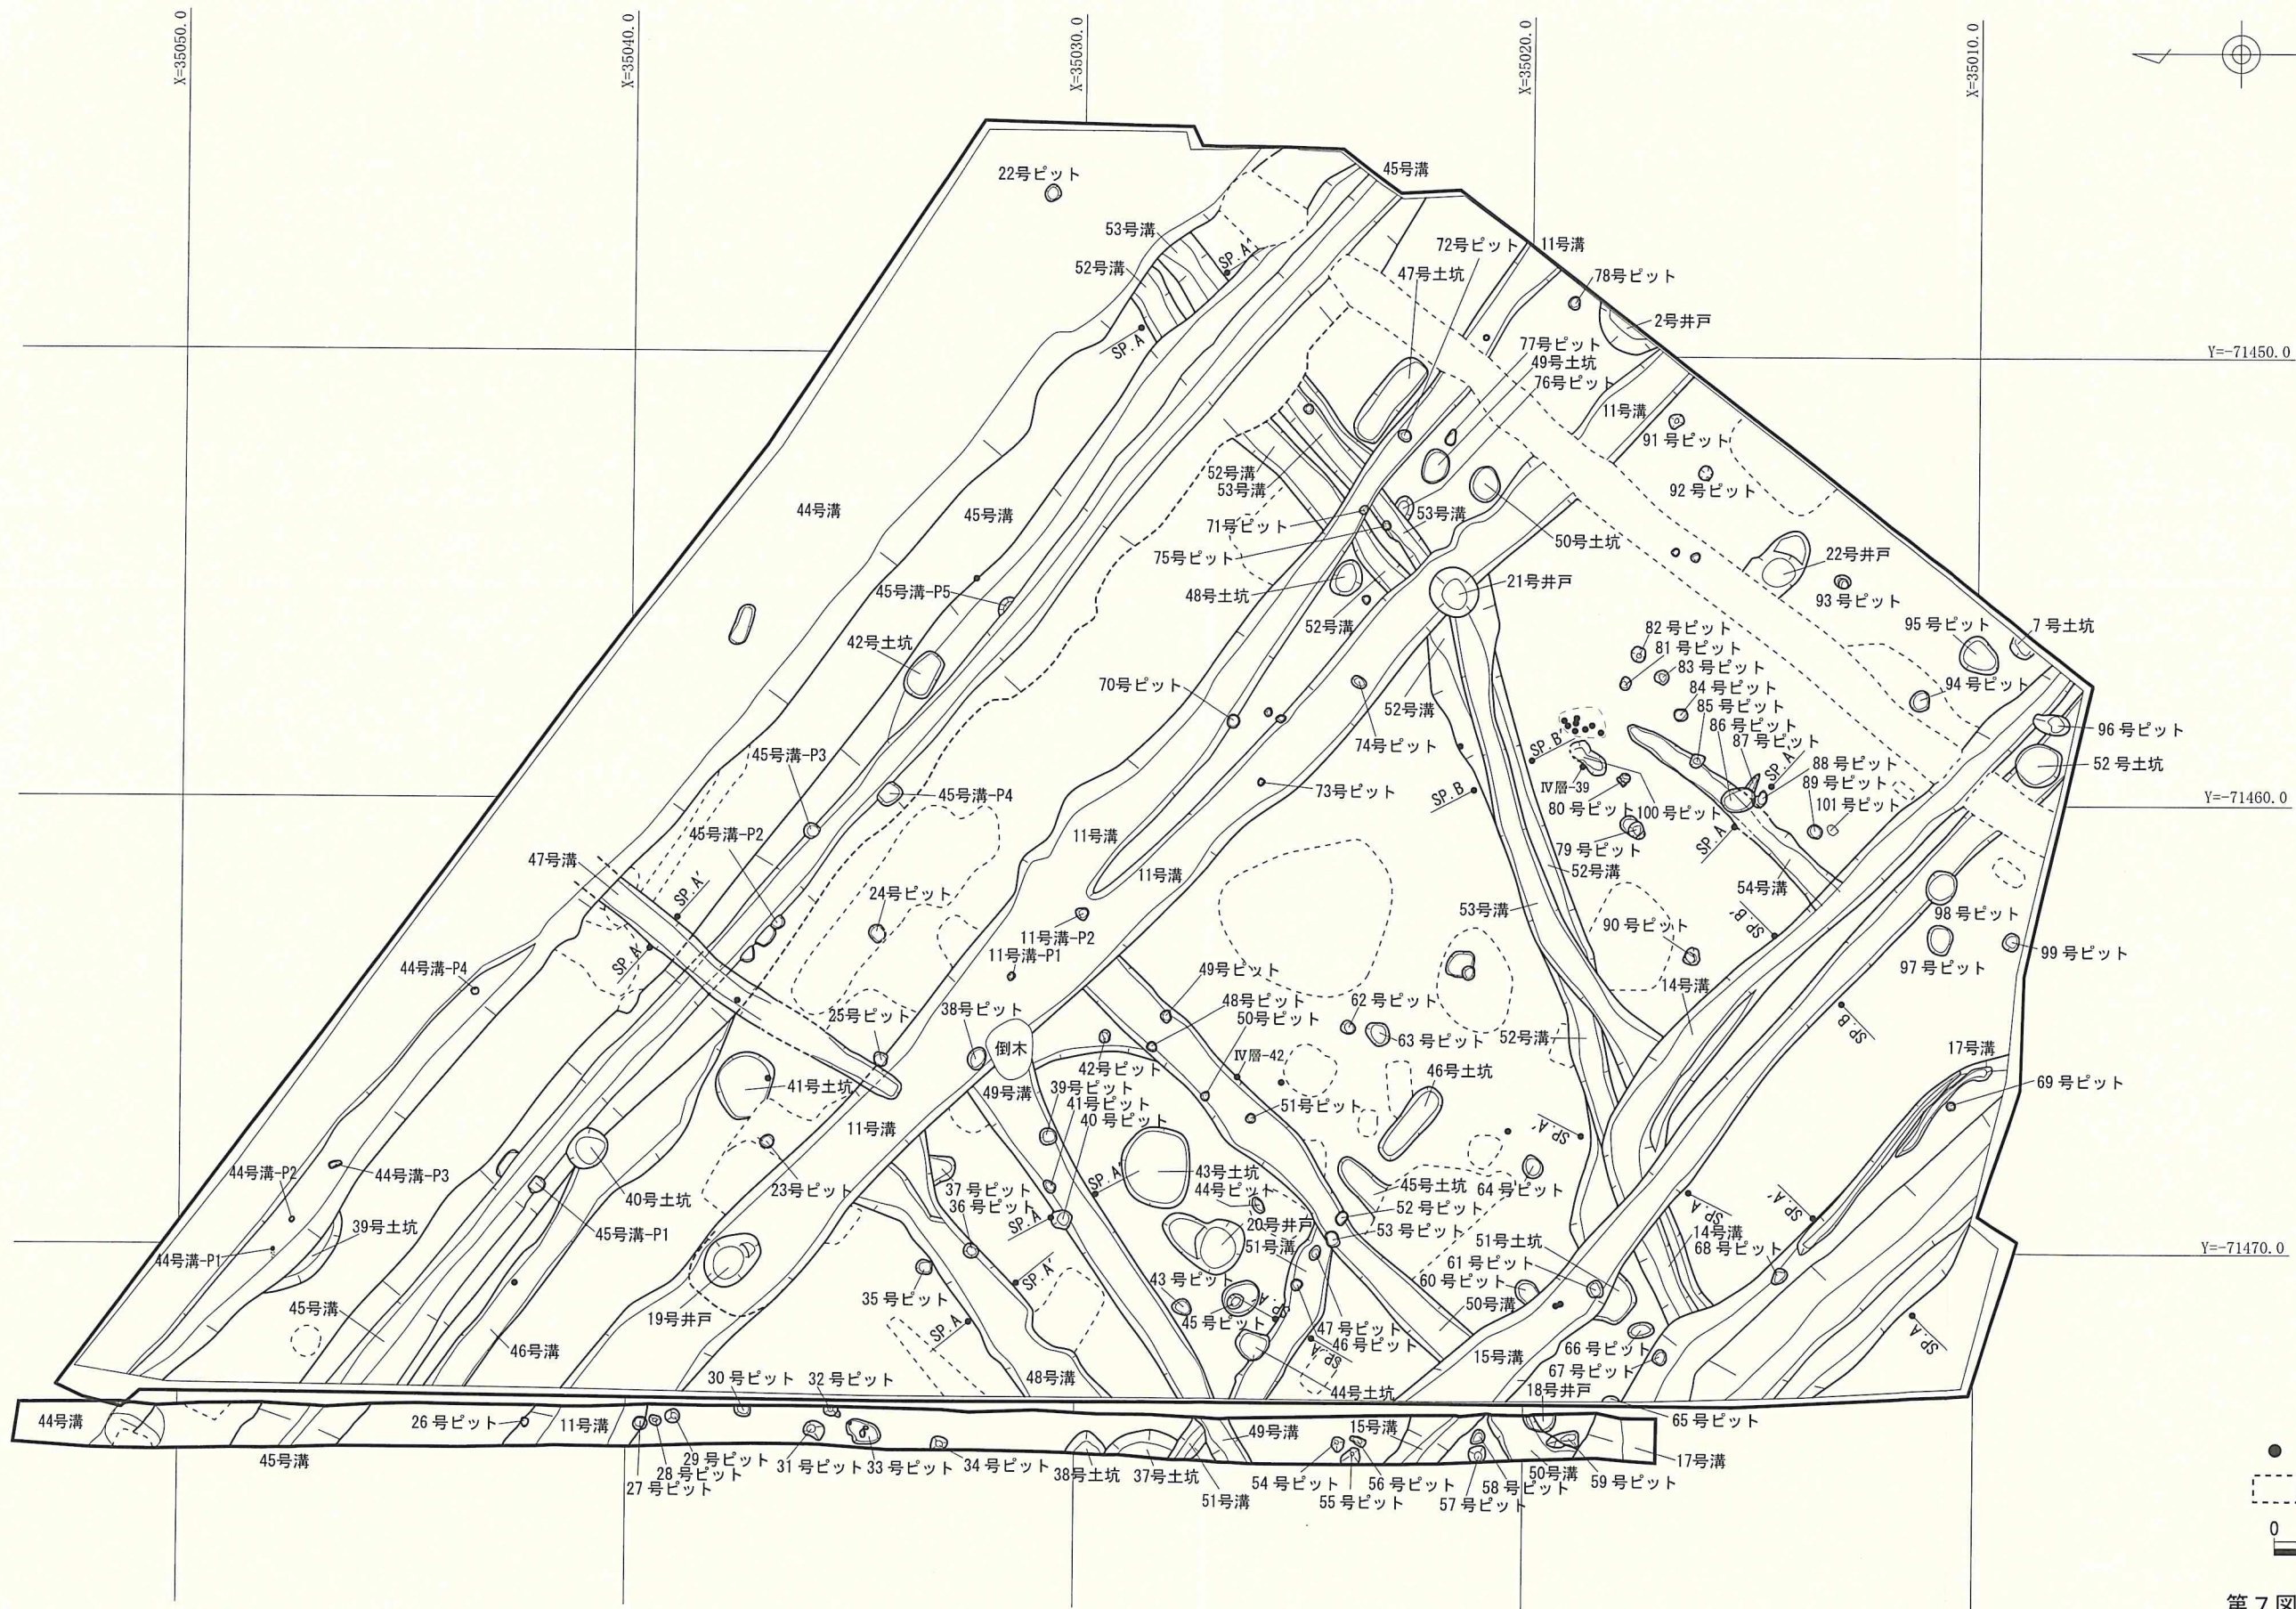 X=35050.0
X=35040.0
X=35030.0
X=35020.0
X=35010.0
22号ピット
45号溝
53号溝
52号溝
SP.A'
SP.A
72号ピット
11号溝
47号土坑
78号ピット
2号井戸
Y=-71450.0
77号ピット
49号土坑
76号ピット
11号溝
91号ピット
92号ピット
44号溝
45号溝
52号溝
53号溝
71号ピット
53号溝
75号ピット
50号土坑
22号井戸
93号ピット
45号溝-P5
48号土坑
21号井戸
42号土坑
52号溝
82号ピット
81号ピット
83号ピット
84号ピット
85号ピット
86号ピット
87号ピット
88号ピット
89号ピット
101号ピット
95号ピット
7号土坑
94号ピット
96号ピット
52号土坑
70号ピット
52号溝
74号ピット
SP.B'
SP.B
Ⅳ層-39
80号ピット
100号ピット
79号ピット
SP.A'
SP.A
45号溝-P3
45号溝-P4
73号ピット
Y=-71460.0
45号溝-P2
11号溝
11号溝
47号溝
SP.A'
SP.A
52号溝
54号溝
24号ピット
53号溝
90号ピット
SP.B'
98号ピット
99号ピット
97号ピット
11号溝-P2
11号溝-P1
44号溝-P4
49号ピット
48号ピット
50号ピット
62号ピット
63号ピット
52号溝
14号溝
SP.B
25号ピット
38号ピット
倒木
42号ピット
Ⅳ層-42
46号土坑
17号溝
69号ピット
41号土坑
49号溝
39号ピット
41号ピット
40号ピット
51号ピット
SP.A'
11号溝
44号溝-P2
44号溝-P3
40号土坑
23号ピット
37号ピット
36号ピット
SP.A'
SP.A
43号土坑
44号ピット
45号土坑
64号ピット
SP.A
SP.A'
39号土坑
45号溝-P1
44号溝-P1
20号井戸
51号溝
52号ピット
53号ピット
51号土坑
61号ピット
60号ピット
14号溝
68号ピット
Y=-71470.0
45号溝
19号井戸
35号ピット
SP.A'
SP.A
43号ピット
45号ピット
SP.A'
47号ピット
46号ピット
SP.A
50号溝
66号ピット
67号ピット
SP.A
46号溝
15号溝
30号ピット
32号ピット
48号溝
44号土坑
18号井戸
65号ピット
44号溝
26号ピット
11号溝
49号溝
15号溝
45号溝
29号ピット
28号ピット
27号ピット
31号ピット
33号ピット
34号ピット
38号土坑
37号土坑
51号溝
54号ピット
56号ピット
55号ピット
57号ピット
58号ピット
50号溝
59号ピット
17号溝
0
第7図